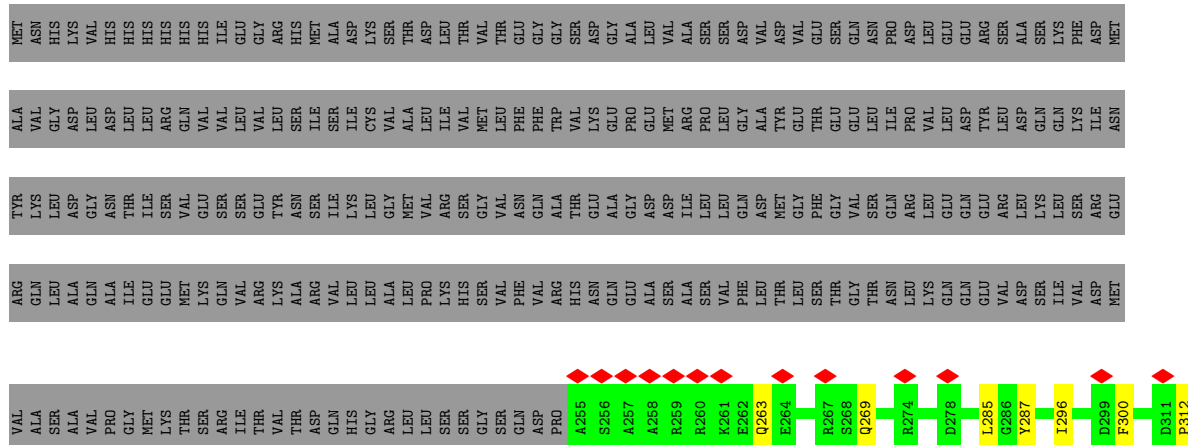 MET ASN HIS LYS VAL HIS HIS HIS HIS HIS HIS ILE GLU GLY ARG HIS MET ALA ASP LYS SER THR ASP LEU THR VAL THR GLU GLY GLY SER ASP GLY ALA LEU VAL ALA SER SER ASP VAL ASP VAL GLU SER GLN ASN PRO ASP LEU GLU GLU ARG SER ALA SER LYS PHE ASP MET
ALA VAL GLY ASP LEU ASP LEU LEU ARG GLN VAL VAL LEU VAL LEU SER ILE SER ILE CYS VAL ALA LEU ILE VAL MET LEU PHE PHE TRP VAL LYS GLU PRO GLU MET ARG PRO LEU GLY ALA TYR GLU THR GLU GLU LEU ILE PRO VAL LEU ASP TYR LEU ASP GLN GLN LYS ILE ASN
TYR LYS LEU ASP GLY ASN THR ILE SER VAL GLU SER SER GLU TYR ASN SER ILE LYS LEU GLY MET VAL ARG SER GLY VAL ASN GLN ALA THR GLU ALA GLY ASP ASP ILE LEU LEU GLN ASP MET GLY PHE GLY VAL SER GLN ARG LEU GLU GLN GLU ARG LEU LYS LEU SER ARG GLU
ARG GLN LEU ALA GLN ALA ILE GLU GLU MET LYS GLN VAL ARG LYS ALA ARG VAL LEU LEU ALA LEU PRO LYS HIS SER VAL PHE VAL ARG HIS ASN GLN GLU ALA SER ALA SER VAL PHE LEU THR LEU SER THR GLY THR ASN LEU LYS GLN GLN GLU VAL ASP SER ILE VAL ASP MET
VAL ALA SER ALA VAL PRO GLY MET LYS THR SER ARG ILE THR VAL THR ASP GLN HIS GLY ARG LEU LEU SER SER GLY SER GLN ASP PRO A255 S256 A257 A258 R259 R260 K261 E262 Q263 E264 R267 S268 Q269 R274 D278 L285 G286 Y287 I296 D299 F300 D311 P312